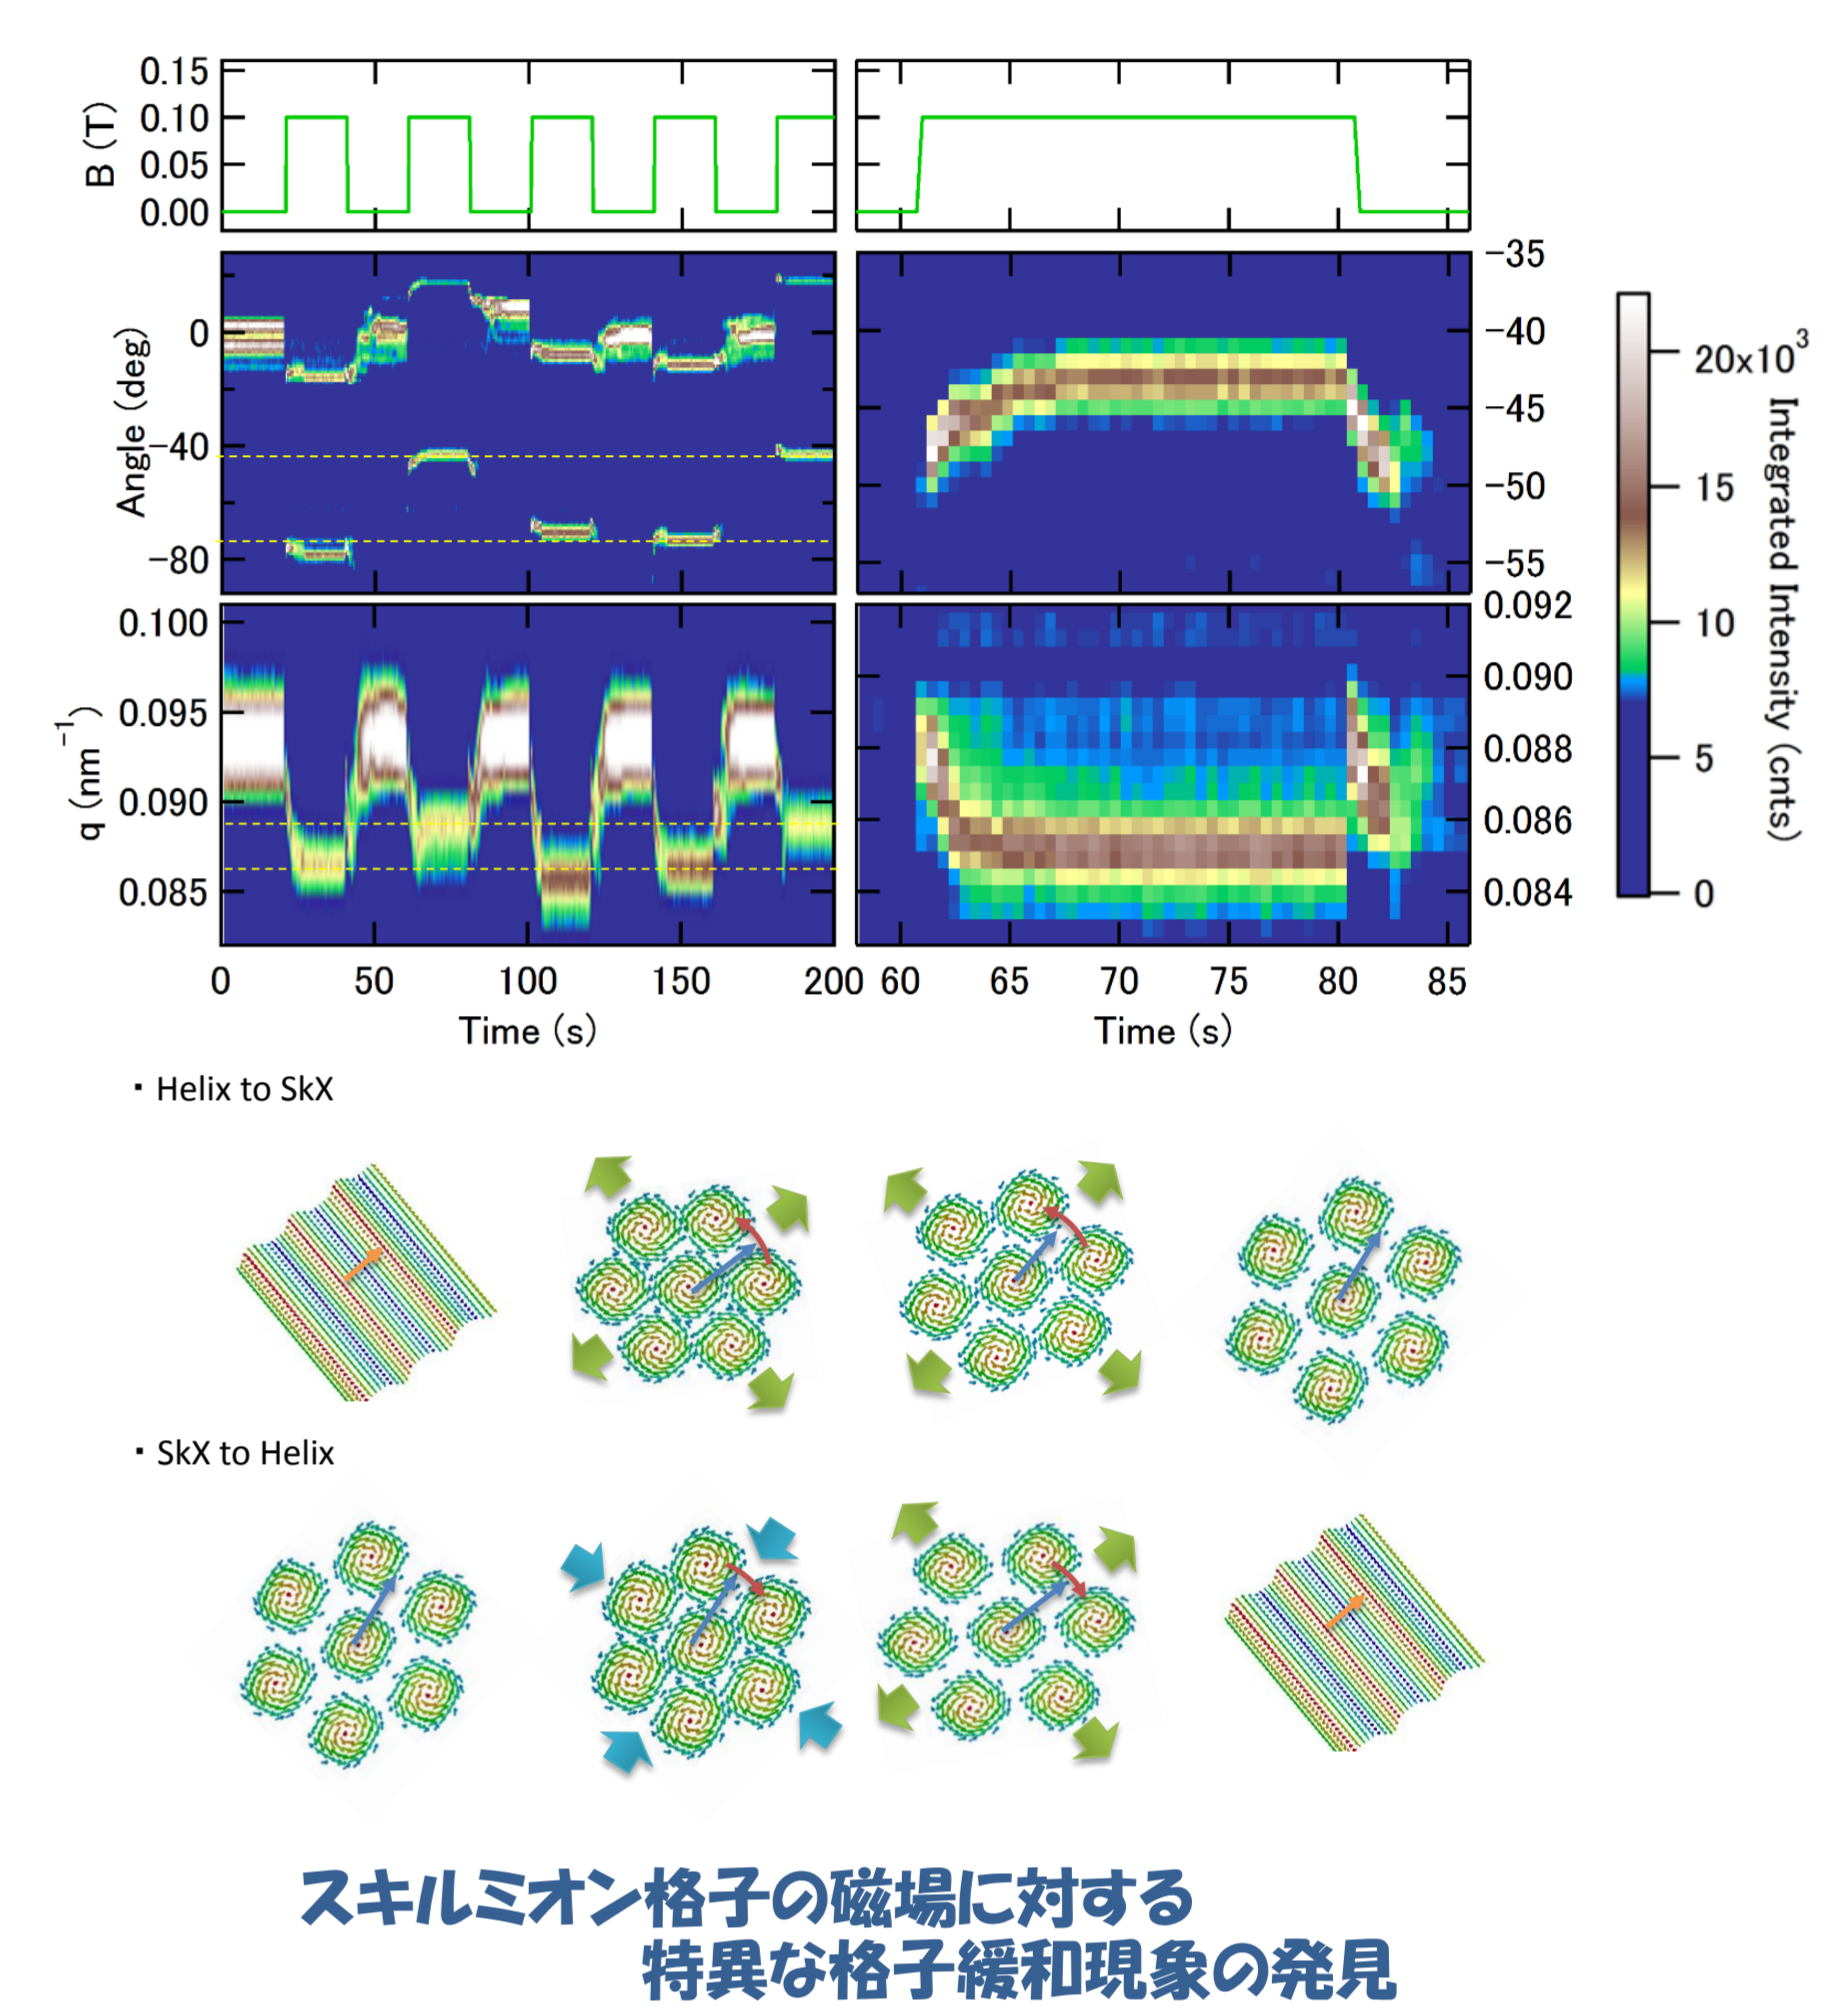 B (T)
0.15
0.10
0.05
0.00
Angle (deg)
0
−40
−80
−35
−40
−45
−50
−55
q (nm⁻¹)
0.100
0.095
0.090
0.085
0.092
0.090
0.088
0.086
0.084
0 50 100 150 200
Time (s)
60 65 70 75 80 85
Time (s)
20x10³
15
10
5
0
Integrated Intensity (cnts)
・Helix to SkX
・SkX to Helix
スキルミオン格子の磁場に対する
特異な格子緩和現象の発見